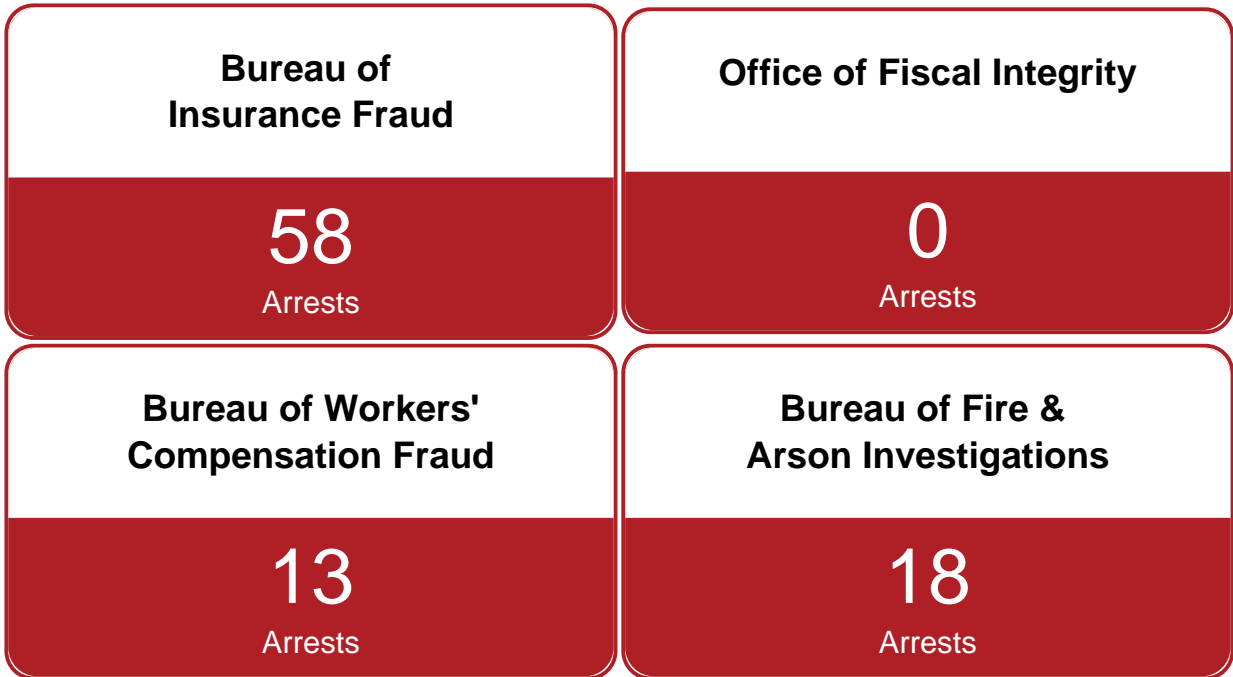 Bureau of
Insurance Fraud
58
Arrests
Office of Fiscal Integrity
0
Arrests
Bureau of Workers'
Compensation Fraud
13
Arrests
Bureau of Fire &
Arson Investigations
18
Arrests